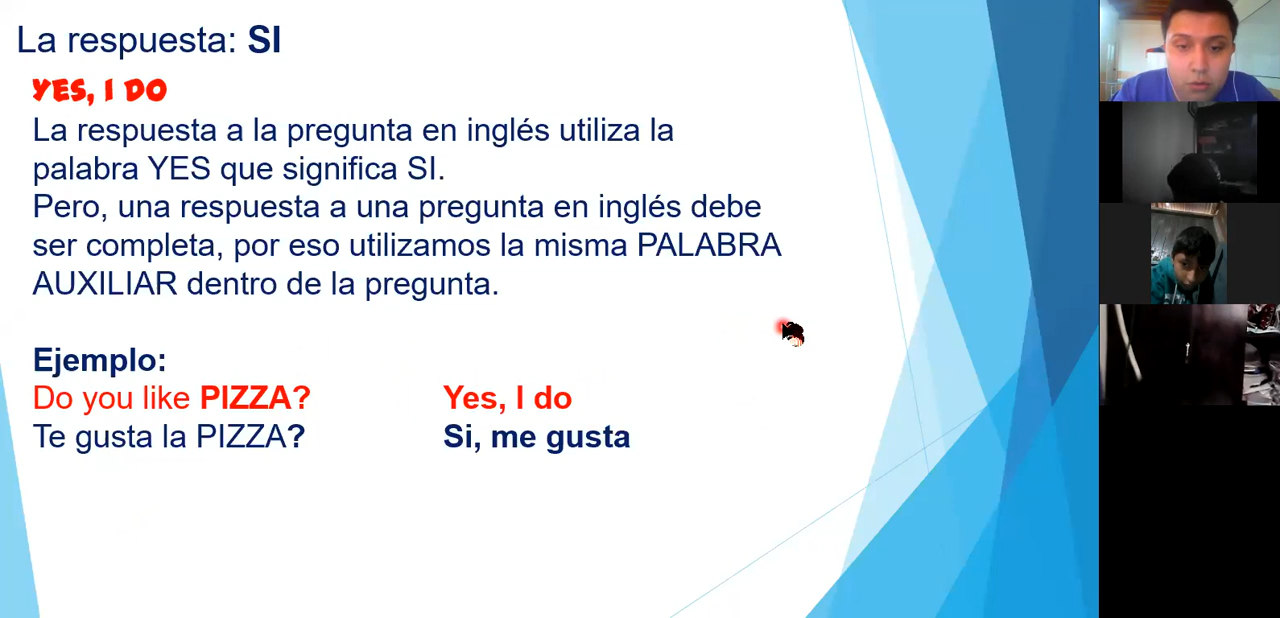 La respuesta: SI
YES, I DO
La respuesta a la pregunta en inglés utiliza la
palabra YES que significa SI.
Pero, una respuesta a una pregunta en inglés debe
ser completa, por eso utilizamos la misma PALABRA
AUXILIAR dentro de la pregunta.
Ejemplo:
Do you like PIZZA? Yes, I do
Te gusta la PIZZA? Si, me gusta